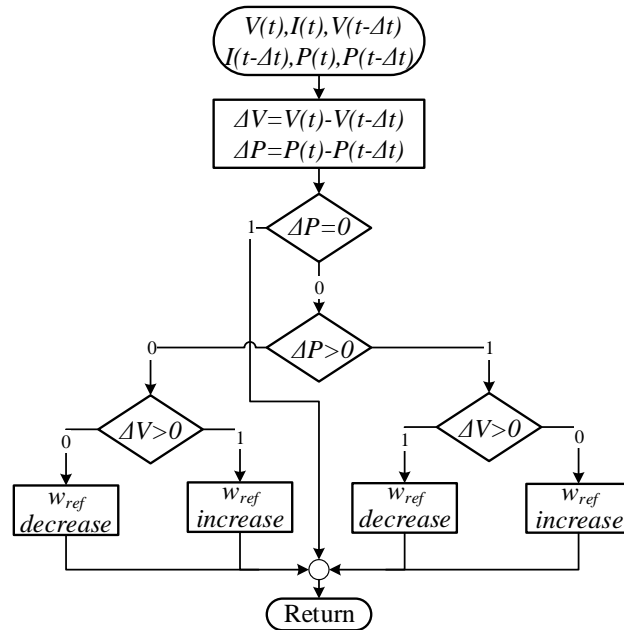 V(t),I(t),V(t-Δt)
I(t-Δt),P(t),P(t-Δt)
ΔV=V(t)-V(t-Δt)
ΔP=P(t)-P(t-Δt)
1
ΔP=0
0
0
ΔP>0
1
ΔV>0
ΔV>0
0
1
1
0
w_ref
decrease
w_ref
increase
w_ref
decrease
w_ref
increase
Return